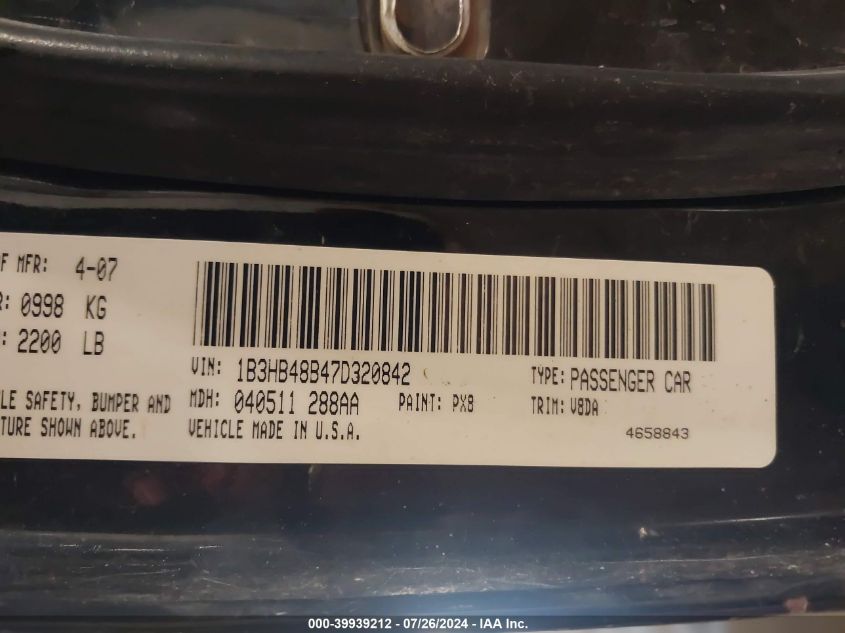 F MFR: 4-07
R: 0998 KG
: 2200 LB
LE SAFETY, BUMPER AND
TURE SHOWN ABOVE.
VIN: 1B3HB48B47D320842
TYPE: PASSENGER CAR
MDH: 040511 288AA
PAINT: PX8
TRIM: V8DA
VEHICLE MADE IN U.S.A.
4658843
000-39939212 - 07/26/2024 - IAA Inc.